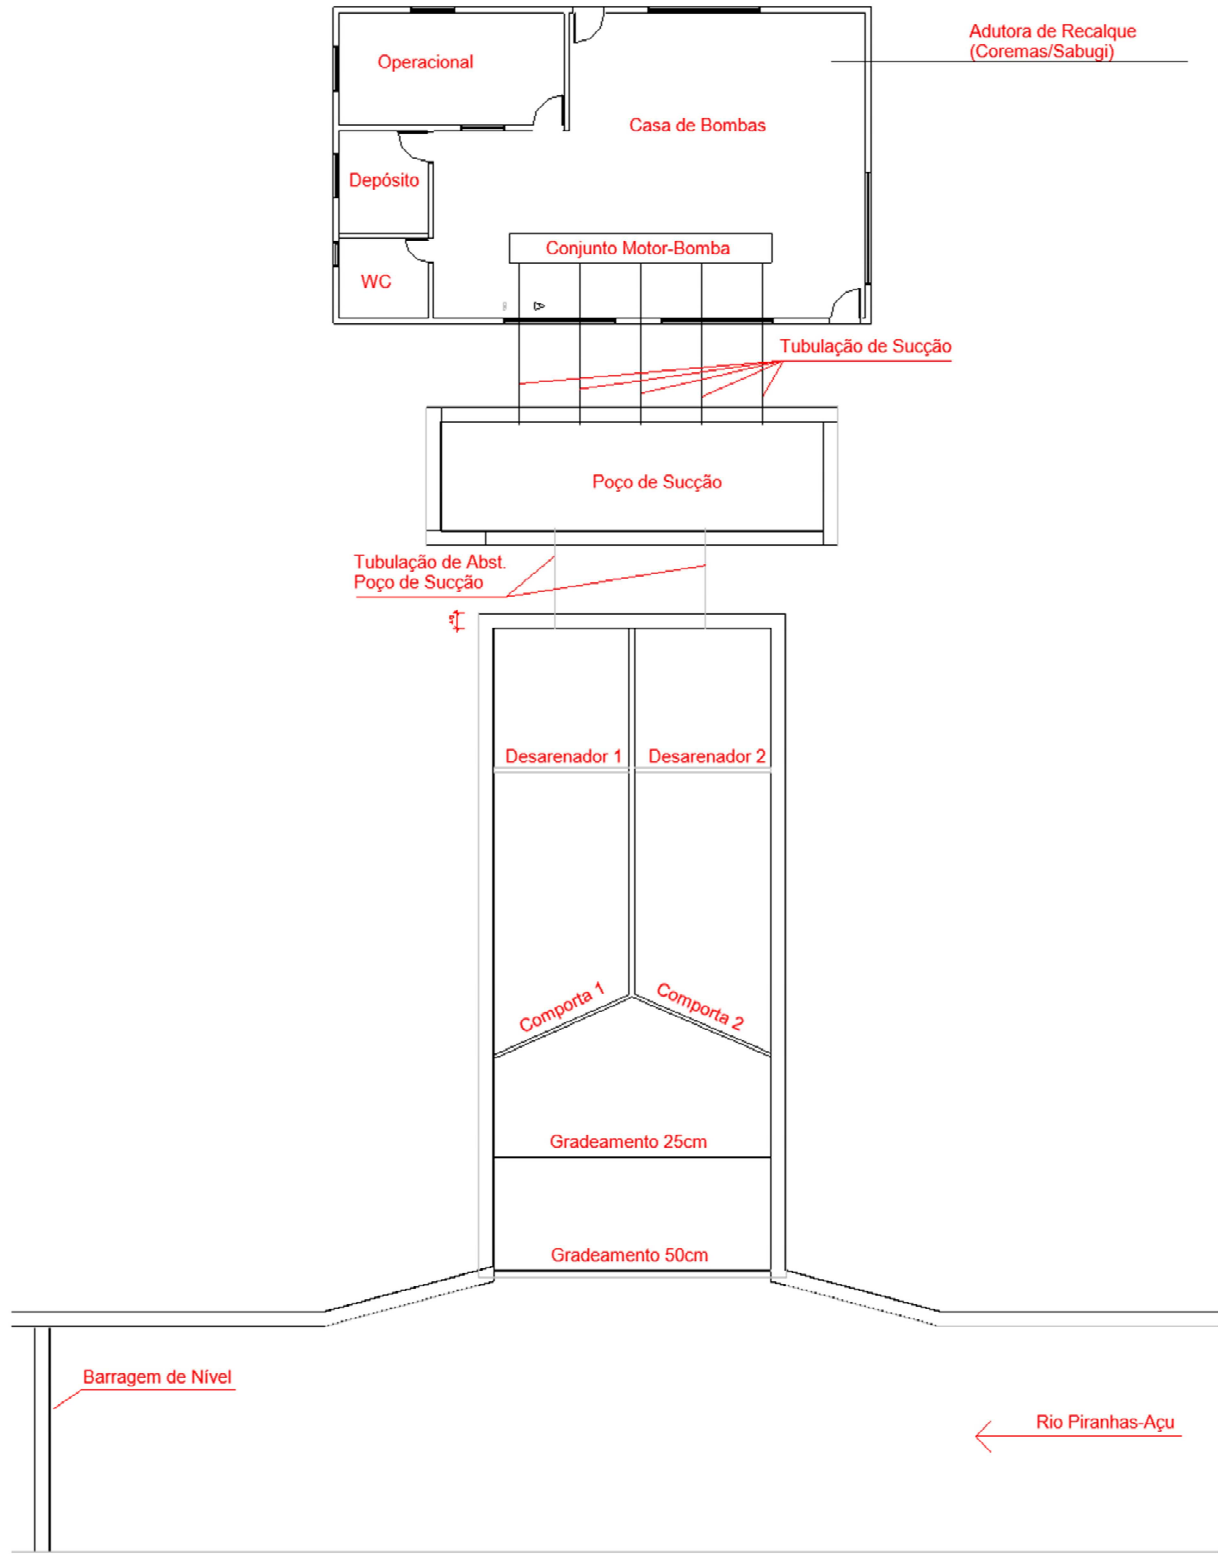 Adutora de Recalque
(Coremas/Sabugi)
Operacional
Casa de Bombas
Depósito
Conjunto Motor-Bomba
WC
Tubulação de Sucção
Poço de Sucção
Tubulação de Abst.
Poço de Sucção
Desarenador 1
Desarenador 2
Comporta 1
Comporta 2
Gradeamento 25cm
Gradeamento 50cm
Barragem de Nível
Rio Piranhas-Açu